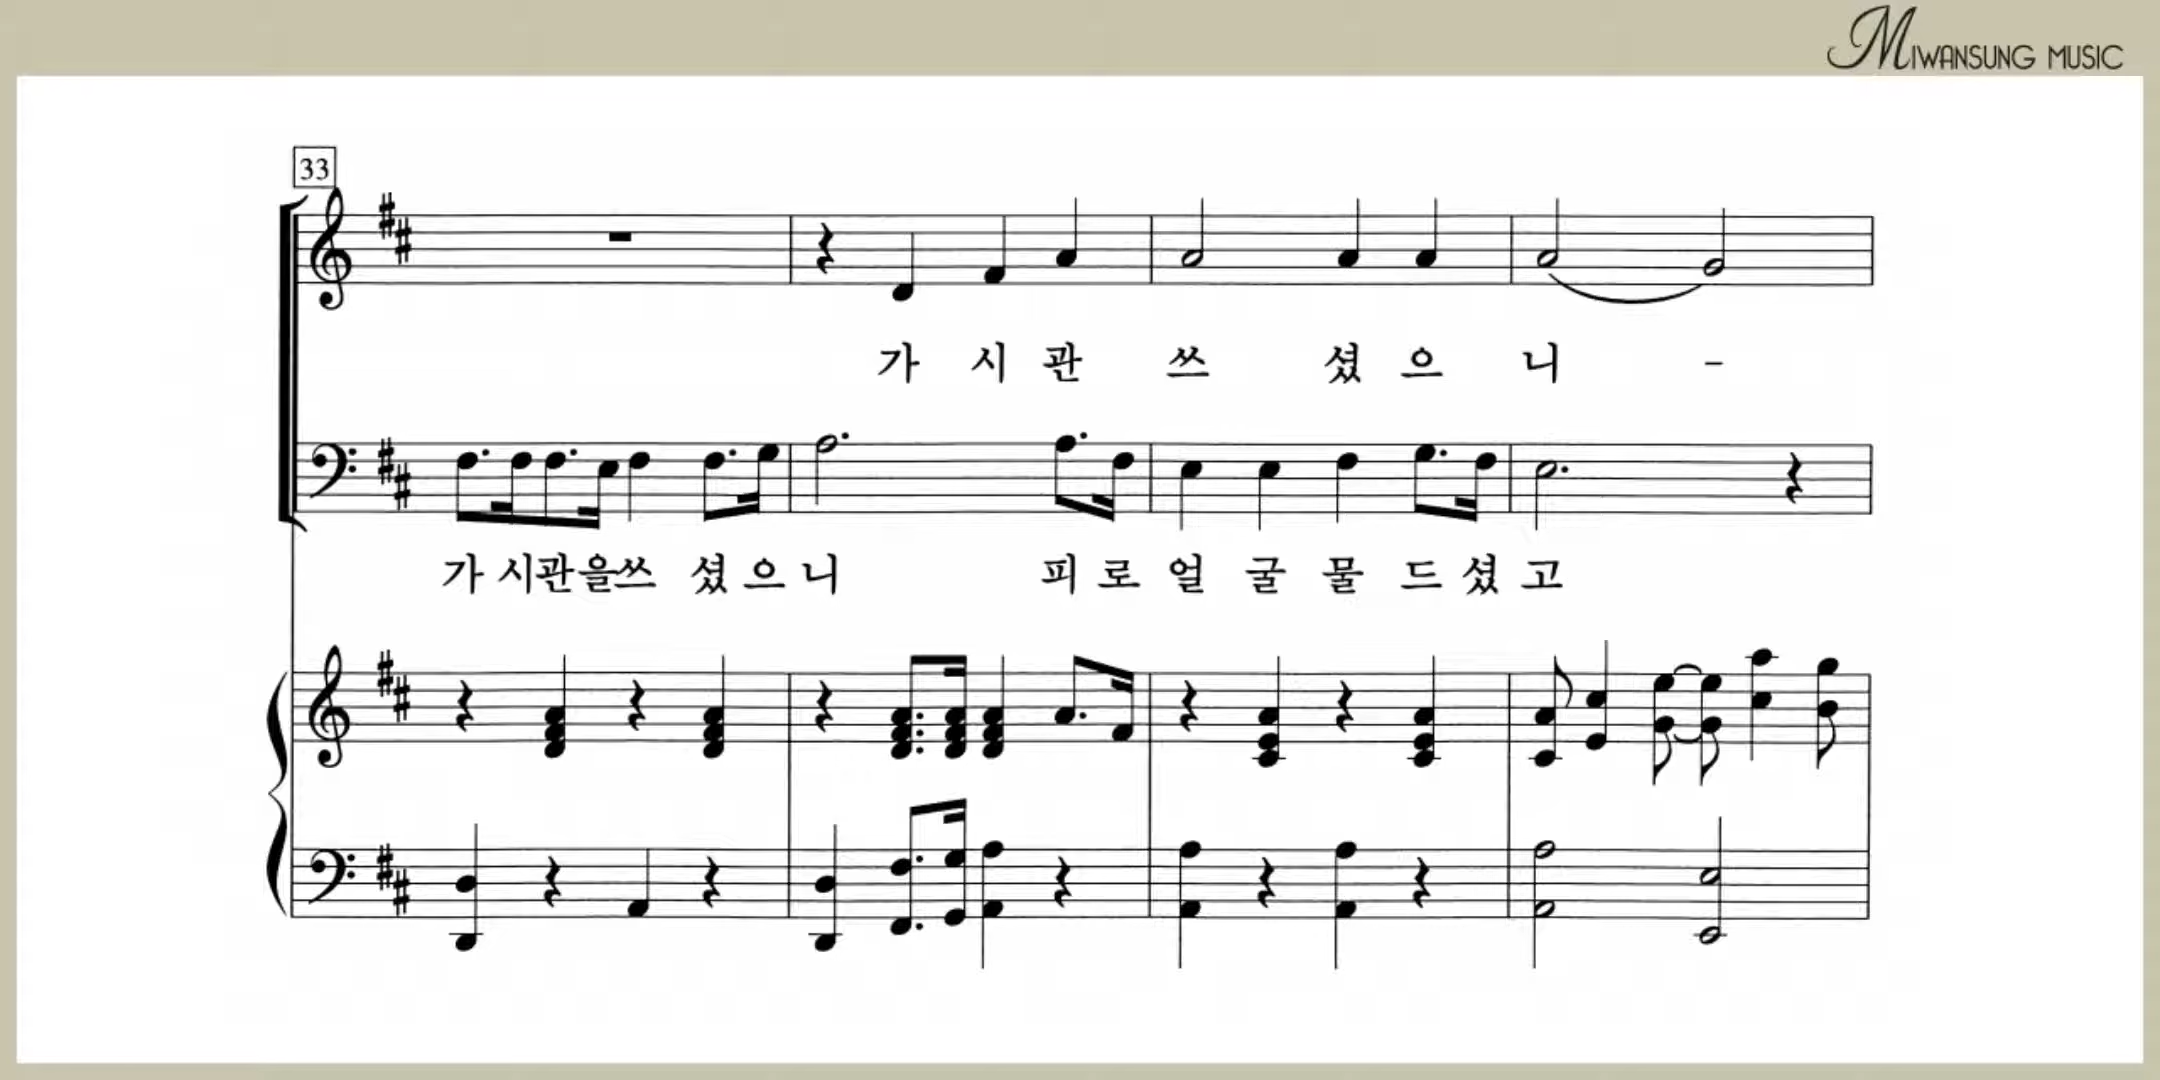 MIWANSUNG MUSIC
33
가 시 관 쓰 셨 으 니 -
가 시관을쓰 셨 으 니 피 로 얼 굴 물 드 셨 고